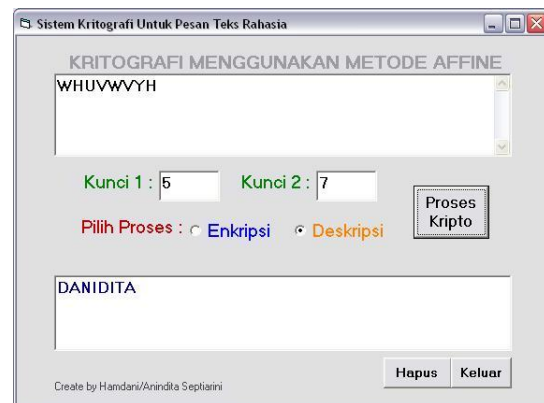 Sistem Kritografi Untuk Pesan Teks Rahasia
KRITOGRAFI MENGGUNAKAN METODE AFFINE
WHUVWVYH
Kunci 1 : 5 Kunci 2 : 7
Pilih Proses : Enkripsi Deskripsi
Proses
Kripto
DANIDITA
Hapus Keluar
Create by Hamdani/Anindita Septiarini